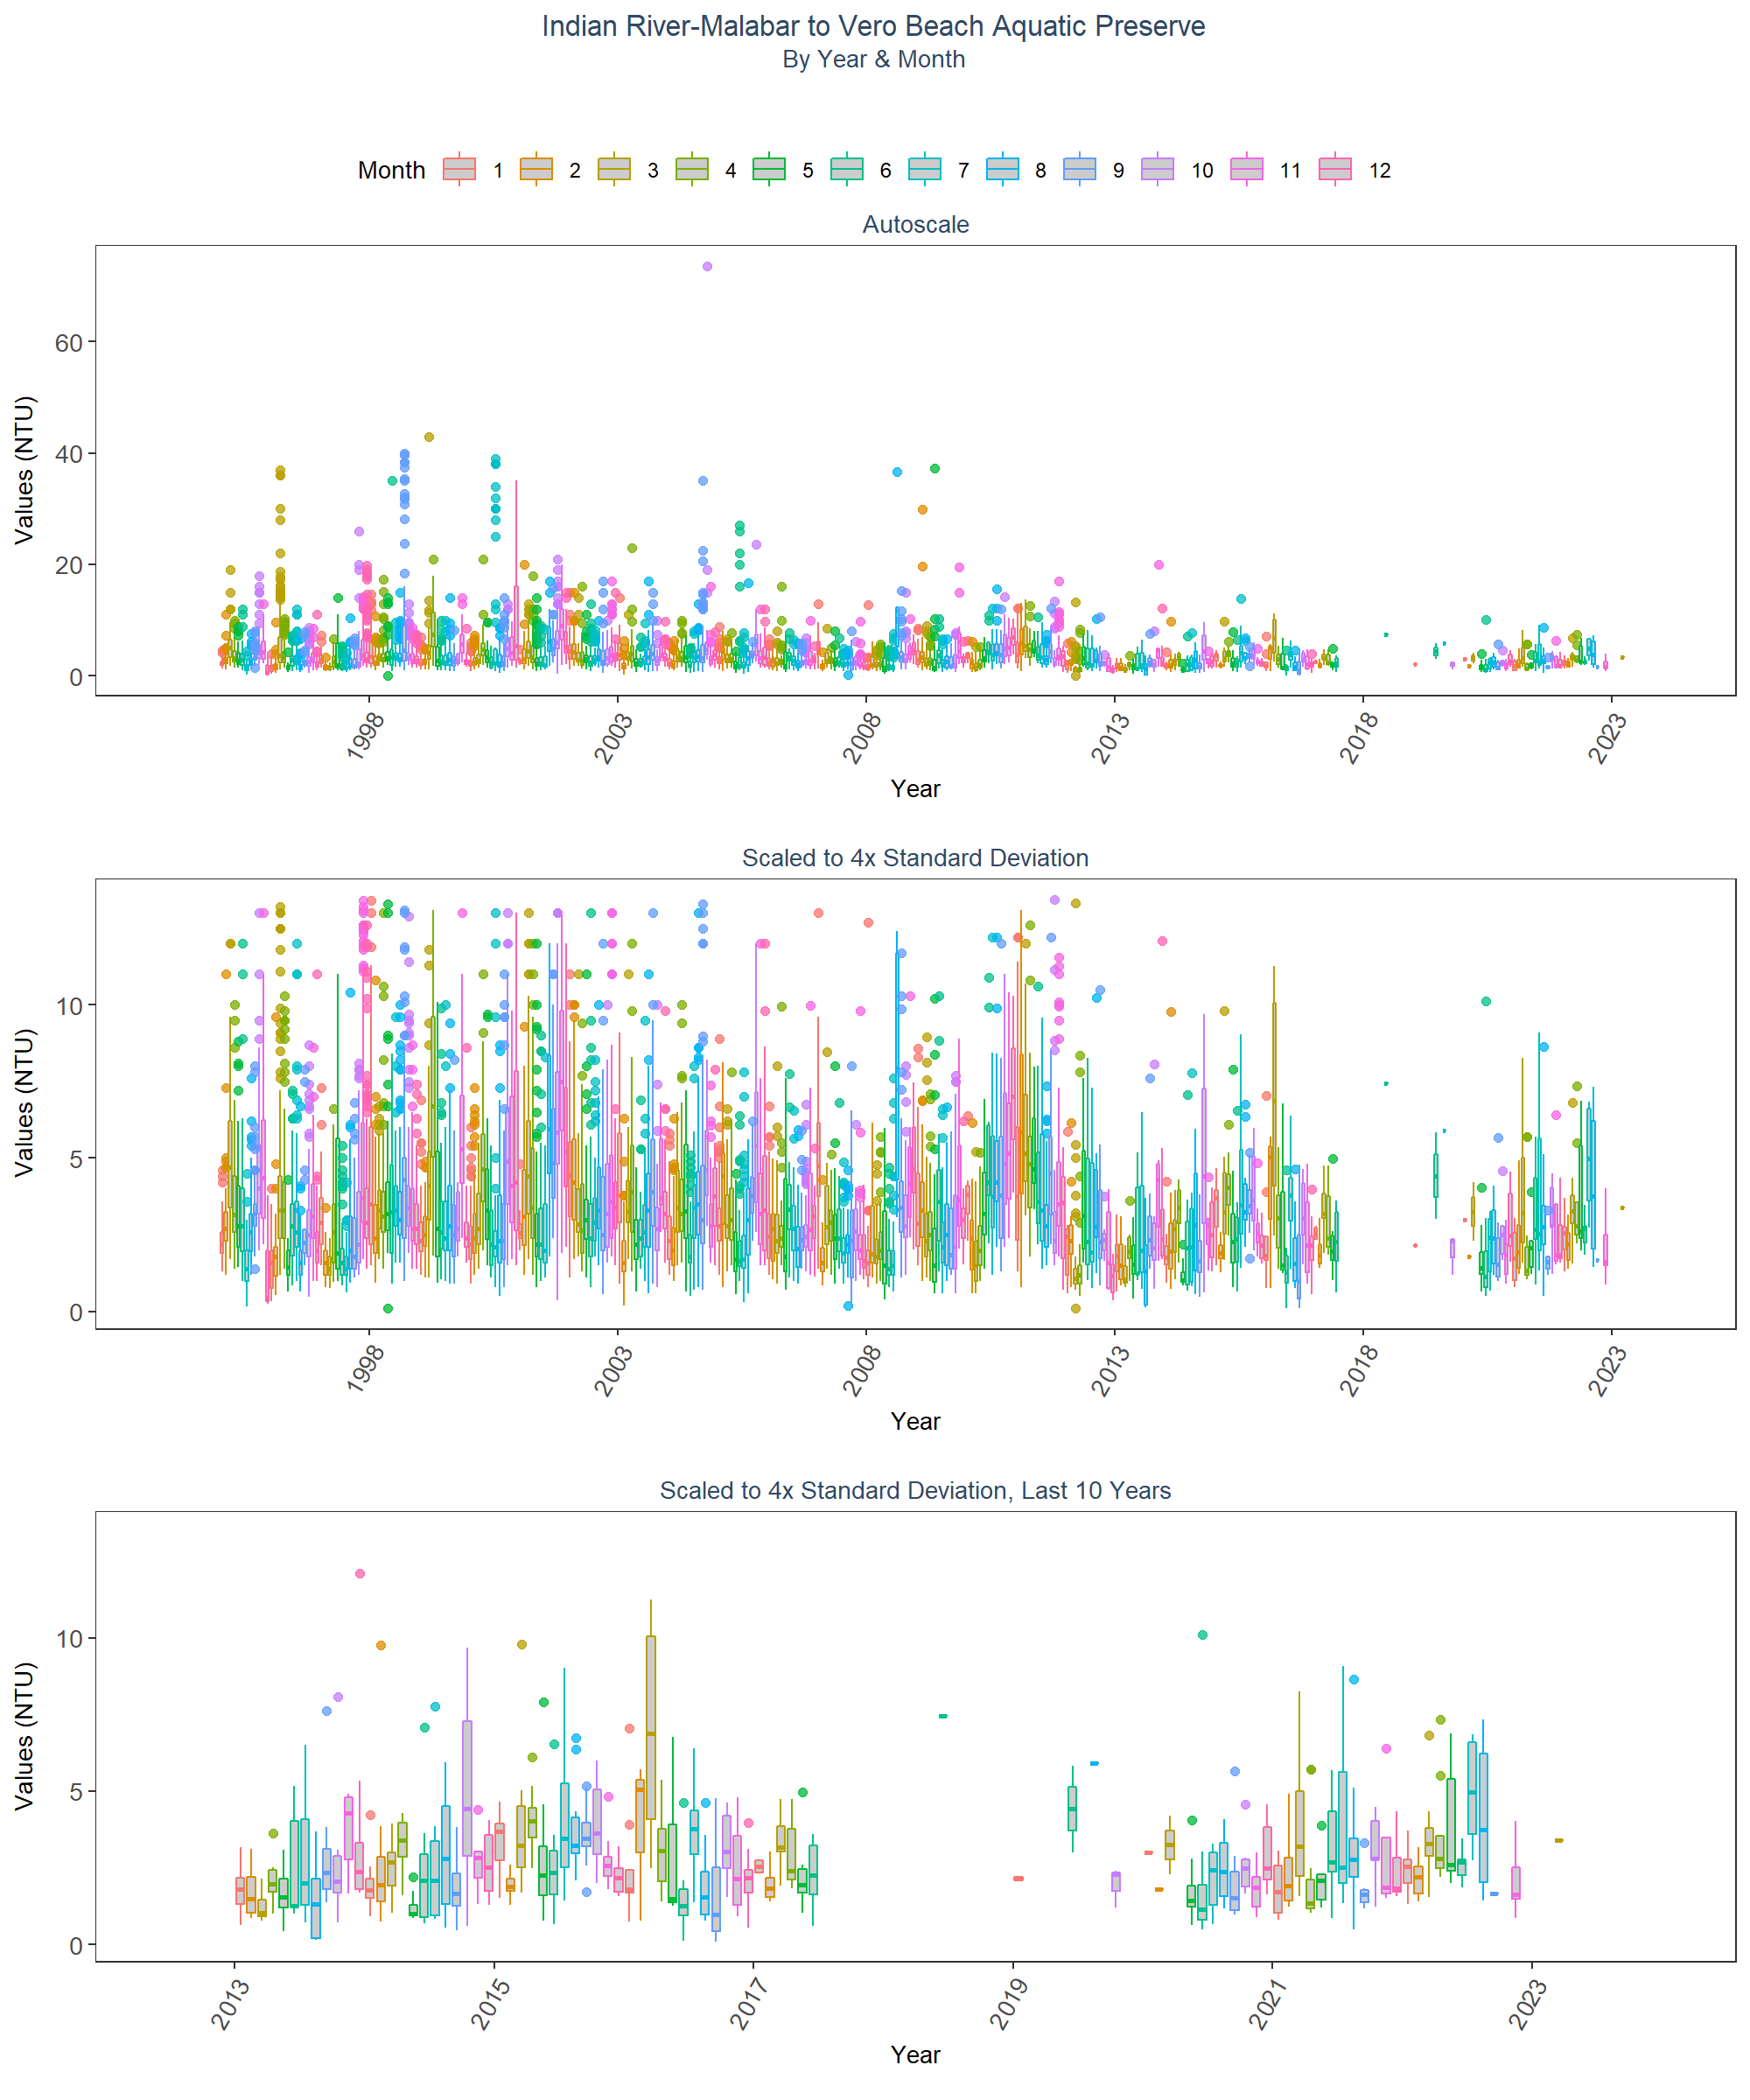 Indian River-Malabar to Vero Beach Aquatic Preserve
By Year & Month
Month 1 2 3 4 5 6 7 8 9 10 11 12
Autoscale
Values (NTU)
60
40
20
0
1998 2003 2008 2013 2018 2023
Year
Scaled to 4x Standard Deviation
Values (NTU)
10
5
0
1998 2003 2008 2013 2018 2023
Year
Scaled to 4x Standard Deviation, Last 10 Years
Values (NTU)
10
5
0
2013 2015 2017 2019 2021 2023
Year